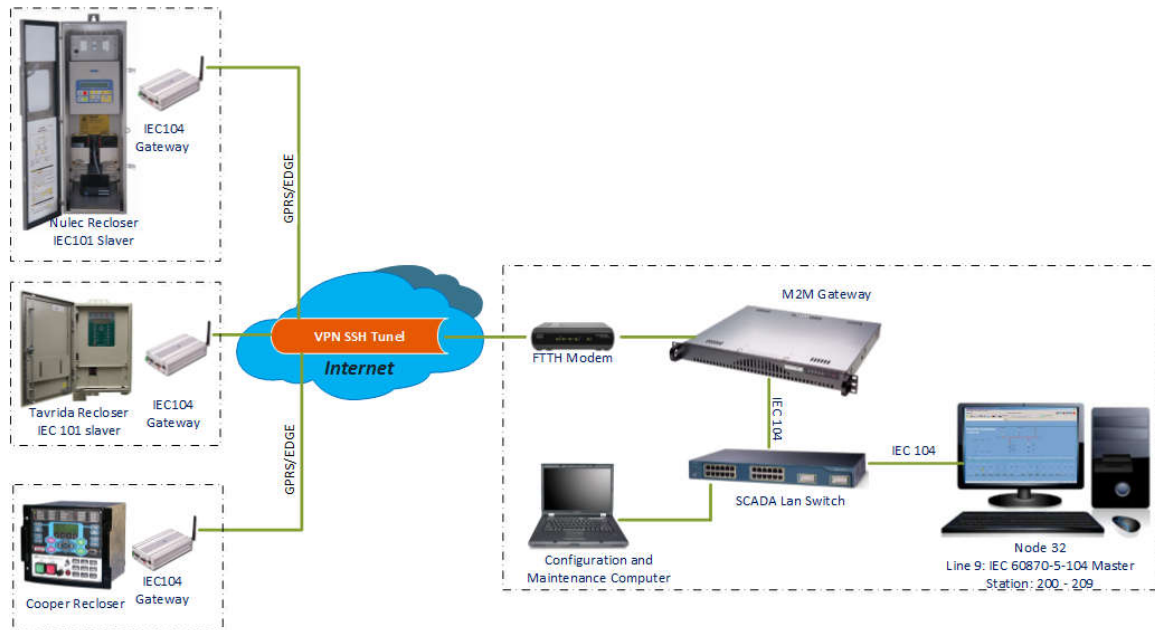 IEC104
Gateway
Nulec Recloser
IEC101 Slaver
GPRS/EDGE
IEC104
Gateway
Tavrida Recloser
IEC 101 slaver
GPRS/EDGE
IEC104
Gateway
Cooper Recloser
VPN SSH Tunel
Internet
FTTH Modem
M2M Gateway
IEC 104
SCADA Lan Switch
IEC 104
Configuration and
Maintenance Computer
Node 32
Line 9: IEC 60870-5-104 Master
Station: 200 - 209